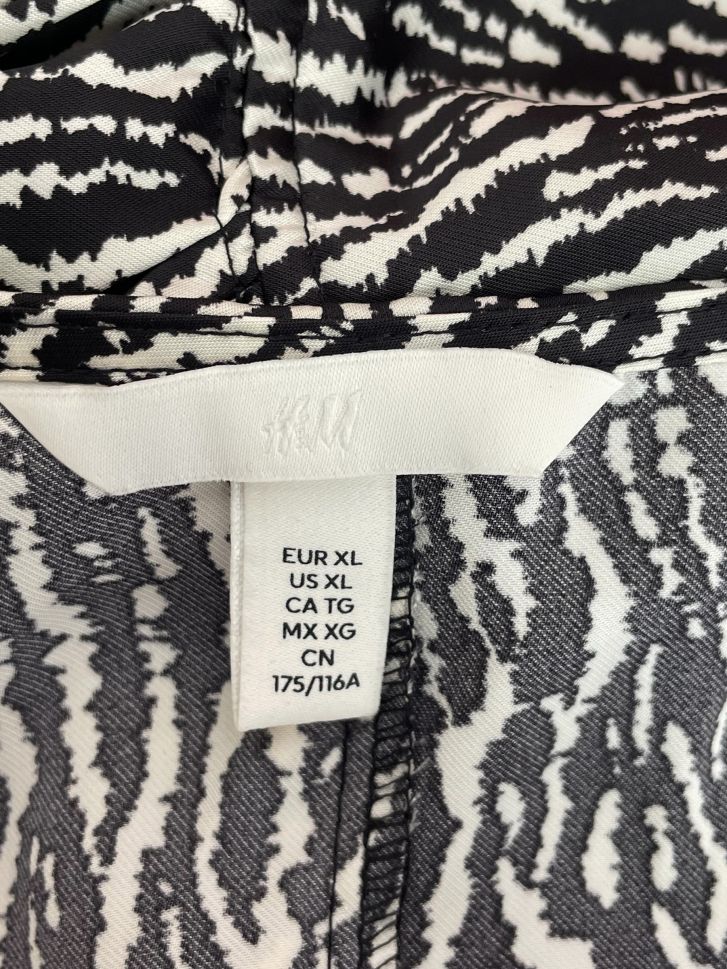 H&M
EUR XL
US XL
CA TG
MX XG
CN
175/116A